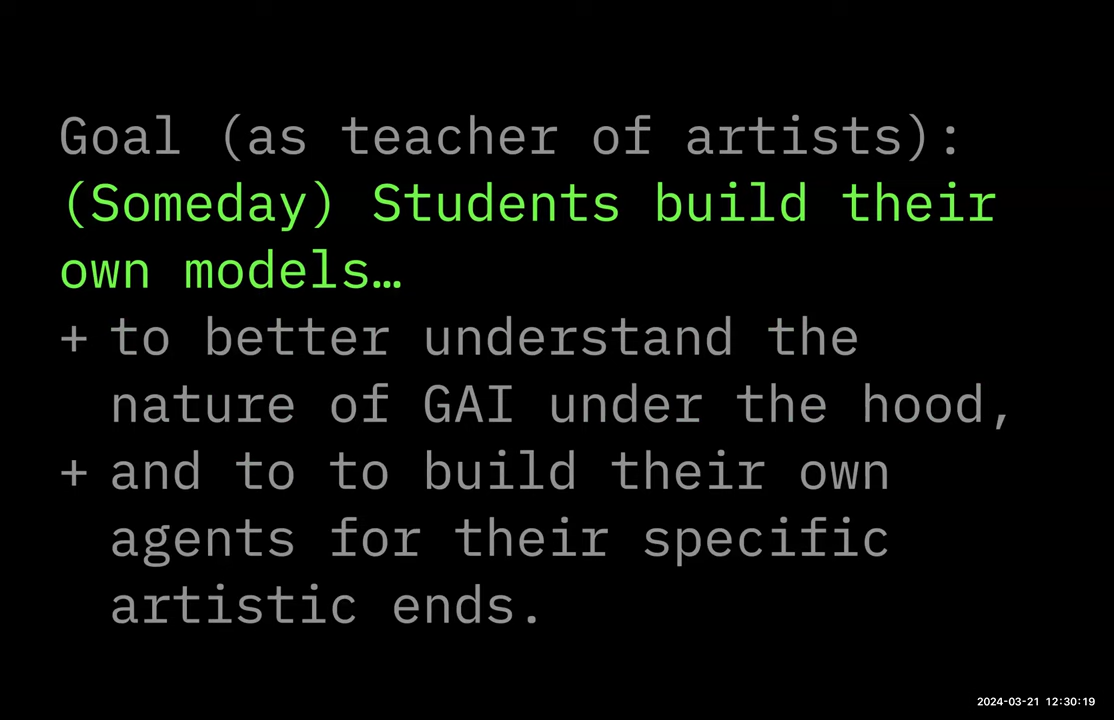 Goal (as teacher of artists):
(Someday) Students build their
own models…
+ to better understand the
nature of GAI under the hood,
+ and to to build their own
agents for their specific
artistic ends.
2024-03-21 12:30:19